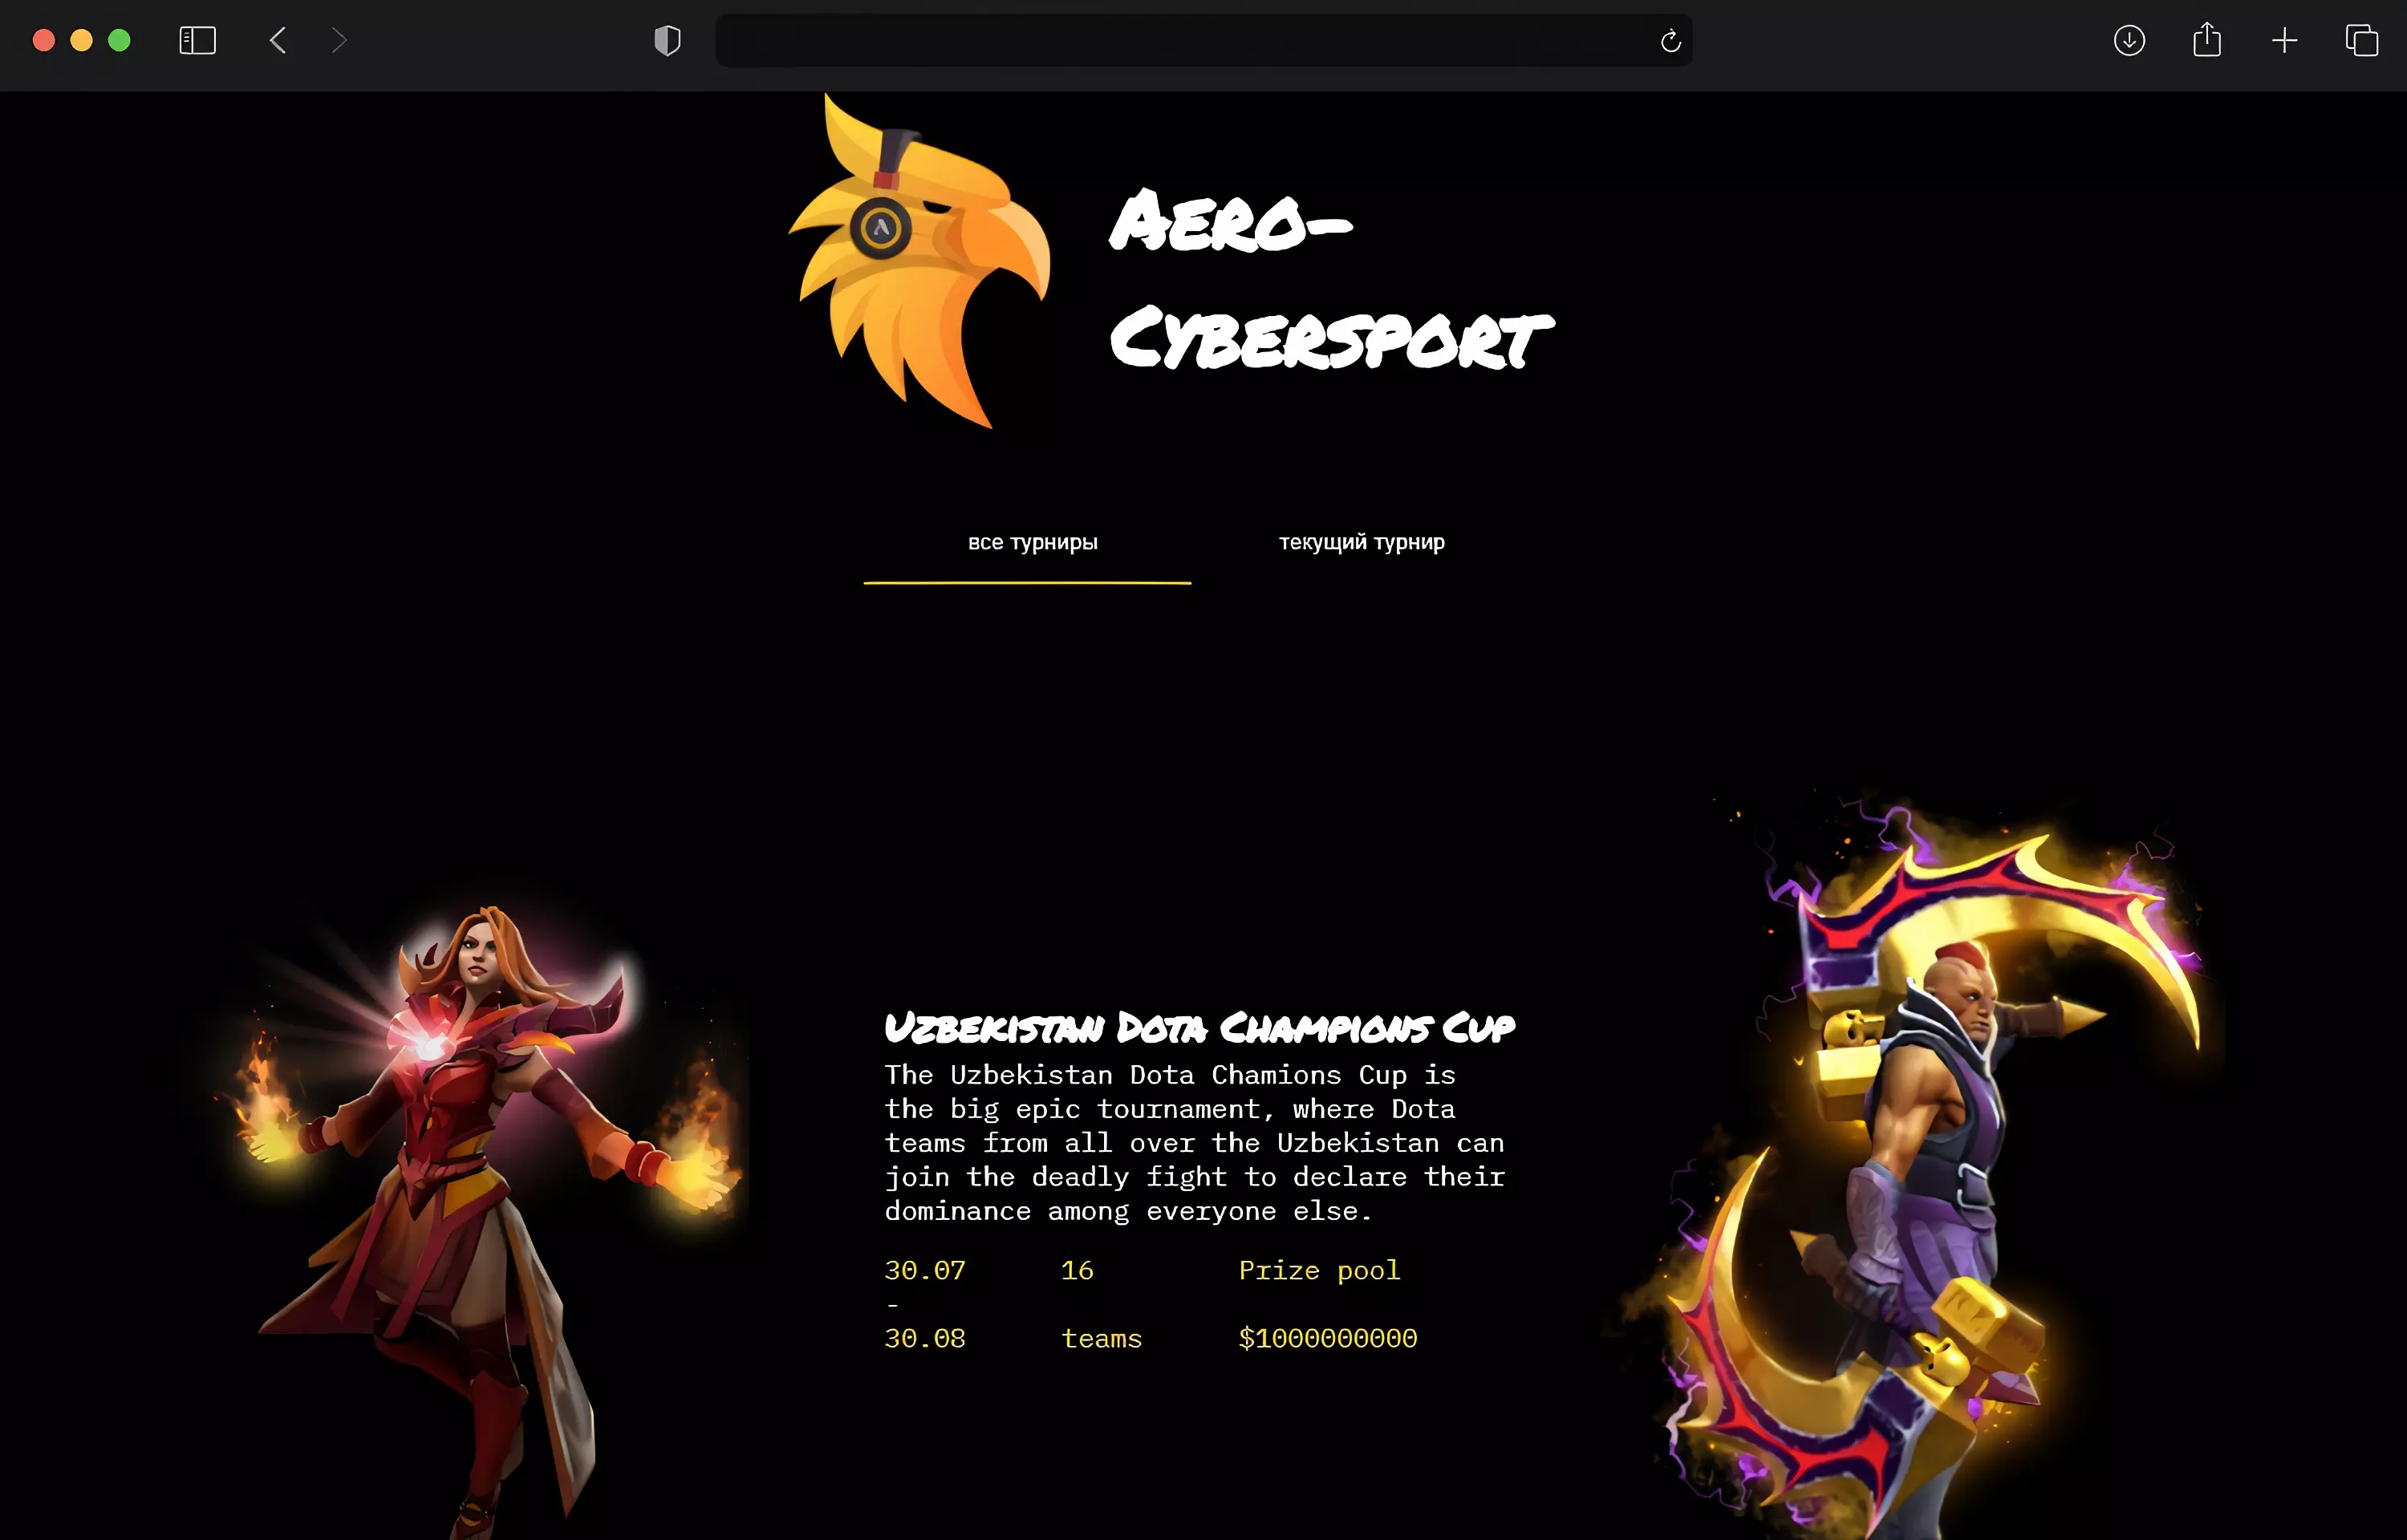 Aero-
Cybersport
все турниры
текущий турнир
Uzbekistan Dota Champions Cup
The Uzbekistan Dota Chamions Cup is
the big epic tournament, where Dota
teams from all over the Uzbekistan can
join the deadly fight to declare their
dominance among everyone else.
30.07
-
30.08
16
teams
Prize pool
$1000000000